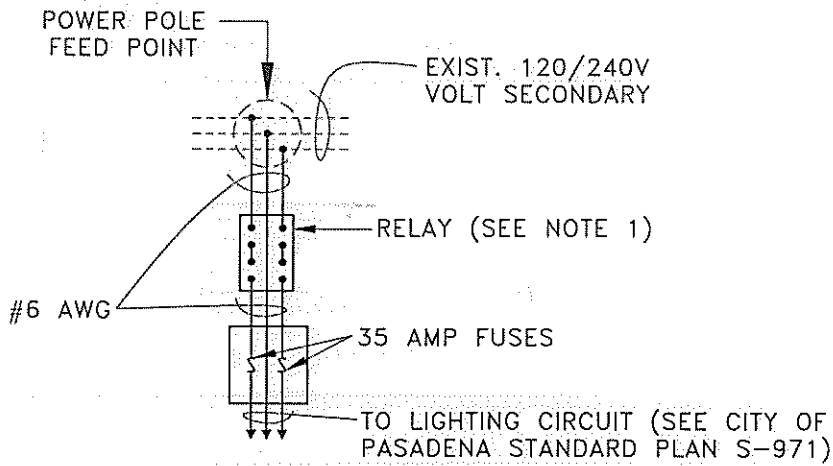 POWER POLE
FEED POINT
EXIST. 120/240V
VOLT SECONDARY
RELAY (SEE NOTE 1)
#6 AWG
35 AMP FUSES
TO LIGHTING CIRCUIT (SEE CITY OF
PASADENA STANDARD PLAN S-971)